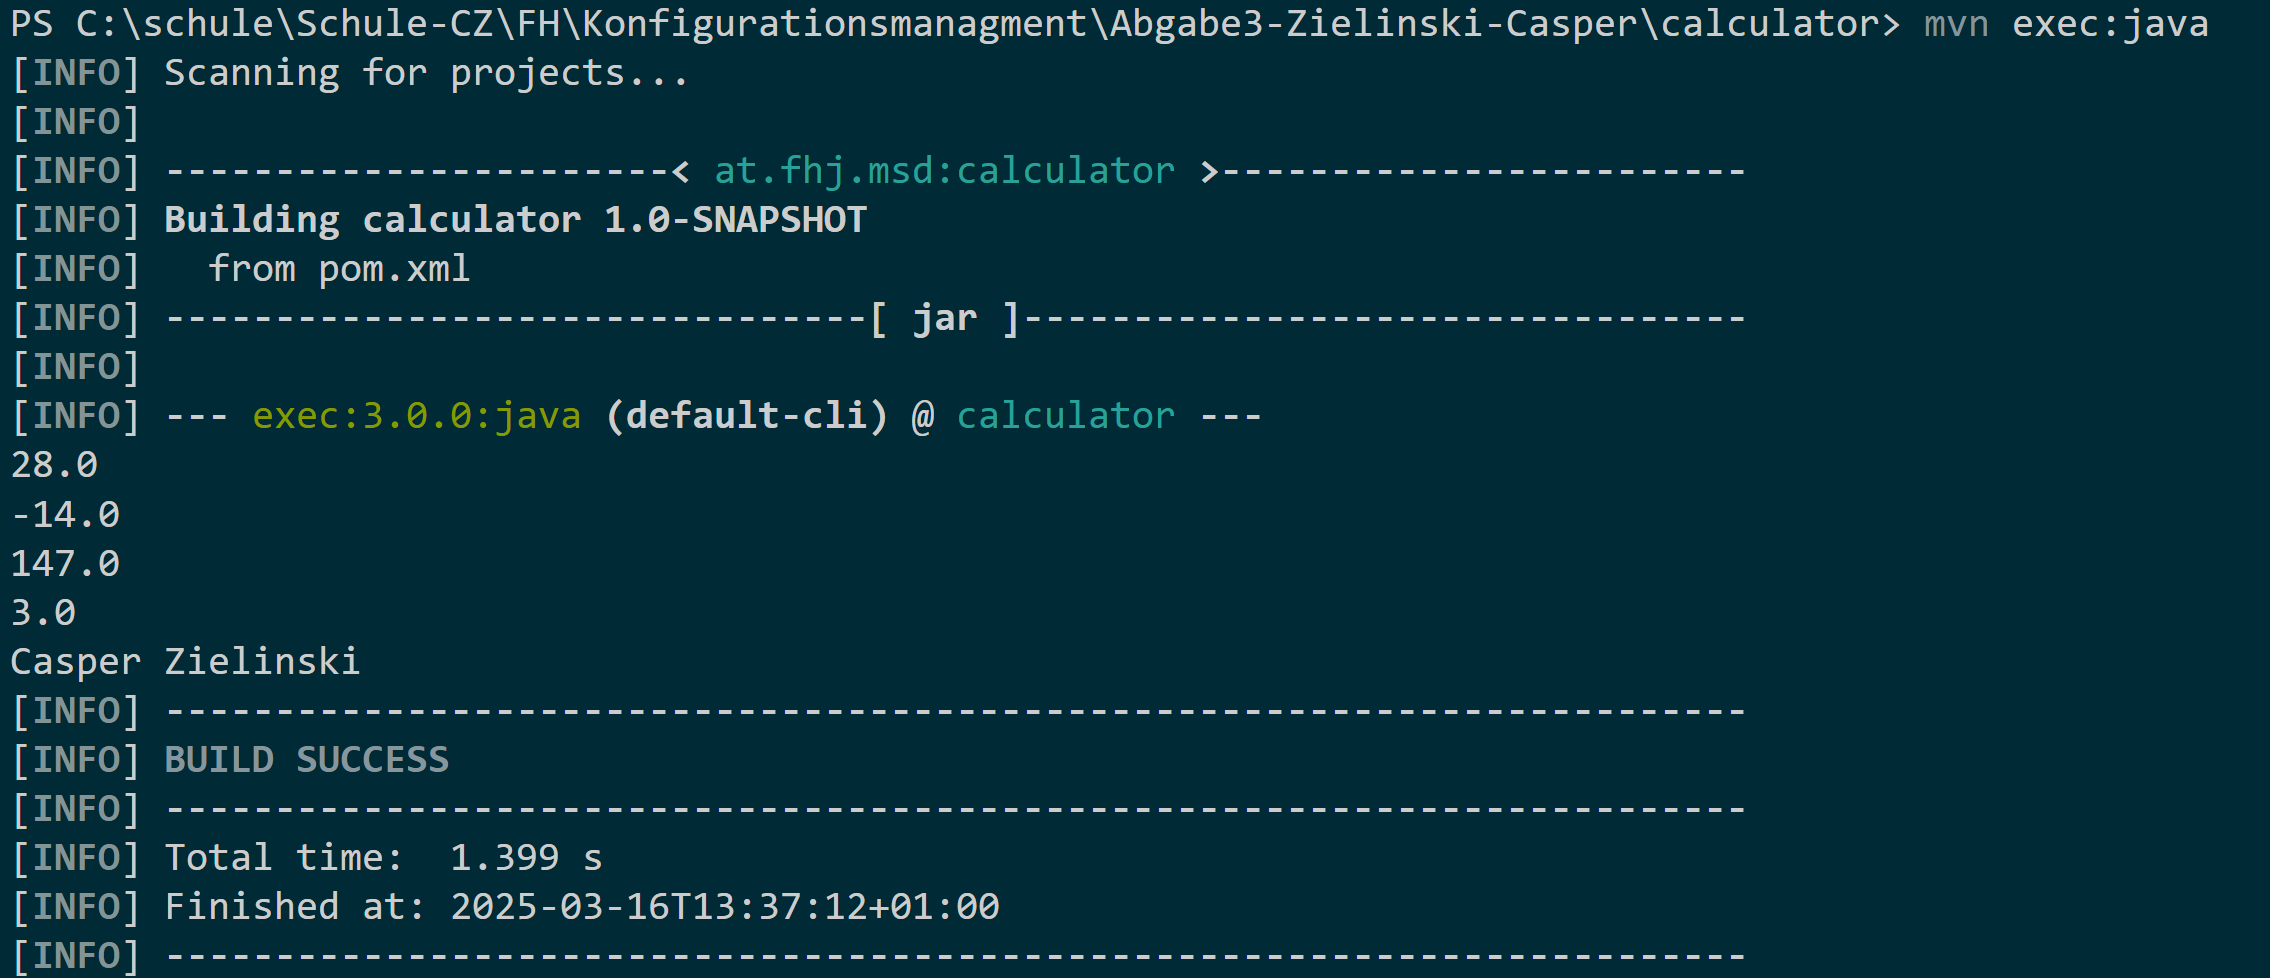 PS C:\schule\Schule-CZ\FH\Konfigurationsmanagment\Abgabe3-Zielinski-Casper\calculator> mvn exec:java
[INFO] Scanning for projects...
[INFO]
[INFO] -----------------------< at.fhj.msd:calculator >------------------------
[INFO] Building calculator 1.0-SNAPSHOT
[INFO]   from pom.xml
[INFO] --------------------------------[ jar ]---------------------------------
[INFO]
[INFO] --- exec:3.0.0:java (default-cli) @ calculator ---
28.0
-14.0
147.0
3.0
Casper Zielinski
[INFO] ------------------------------------------------------------------------
[INFO] BUILD SUCCESS
[INFO] ------------------------------------------------------------------------
[INFO] Total time:  1.399 s
[INFO] Finished at: 2025-03-16T13:37:12+01:00
[INFO] ------------------------------------------------------------------------